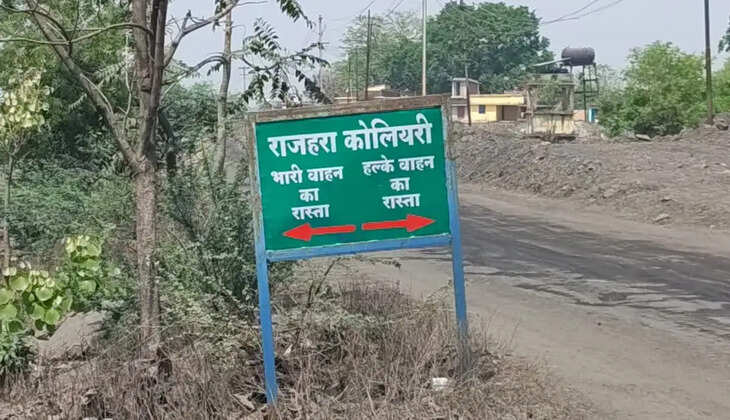 राजहरा कोलियरी
भारी वाहन
का
रास्ता
हल्के वाहन
का
रास्ता